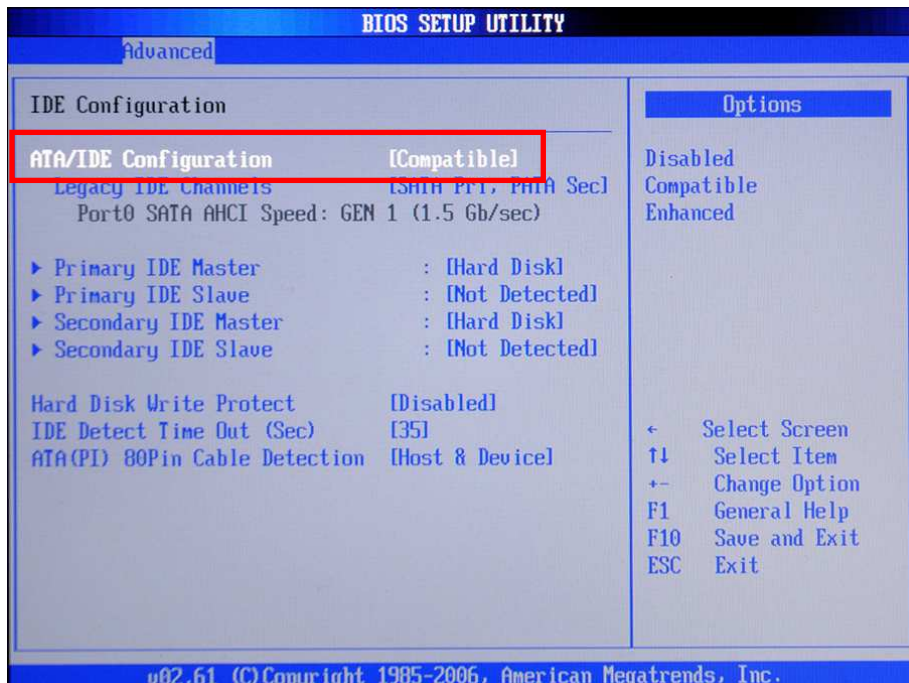 BIOS SETUP UTILITY
Advanced
IDE Configuration
ATA/IDE Configuration [Compatible]
Legacy IDE Channels [SATA Pri, PATA Sec]
Port0 SATA AHCI Speed: GEN 1 (1.5 Gb/sec)
▶ Primary IDE Master : [Hard Disk]
▶ Primary IDE Slave : [Not Detected]
▶ Secondary IDE Master : [Hard Disk]
▶ Secondary IDE Slave : [Not Detected]
Hard Disk Write Protect [Disabled]
IDE Detect Time Out (Sec) [35]
ATA(PI) 80Pin Cable Detection [Host & Device]
Options
Disabled
Compatible
Enhanced
← Select Screen
↑↓ Select Item
+- Change Option
F1 General Help
F10 Save and Exit
ESC Exit
v02.61 (C)Copyright 1985-2006, American Megatrends, Inc.